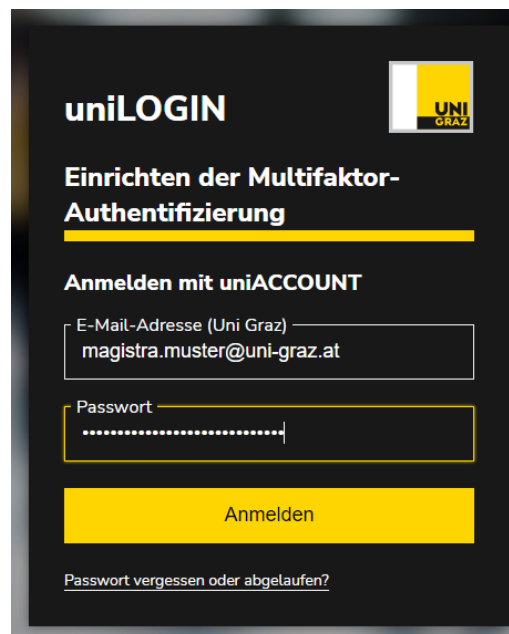 uniLOGIN
UNI
GRAZ
Einrichten der Multifaktor-
Authentifizierung
Anmelden mit uniACCOUNT
E-Mail-Adresse (Uni Graz)
magistra.muster@uni-graz.at
Passwort
Anmelden
Passwort vergessen oder abgelaufen?